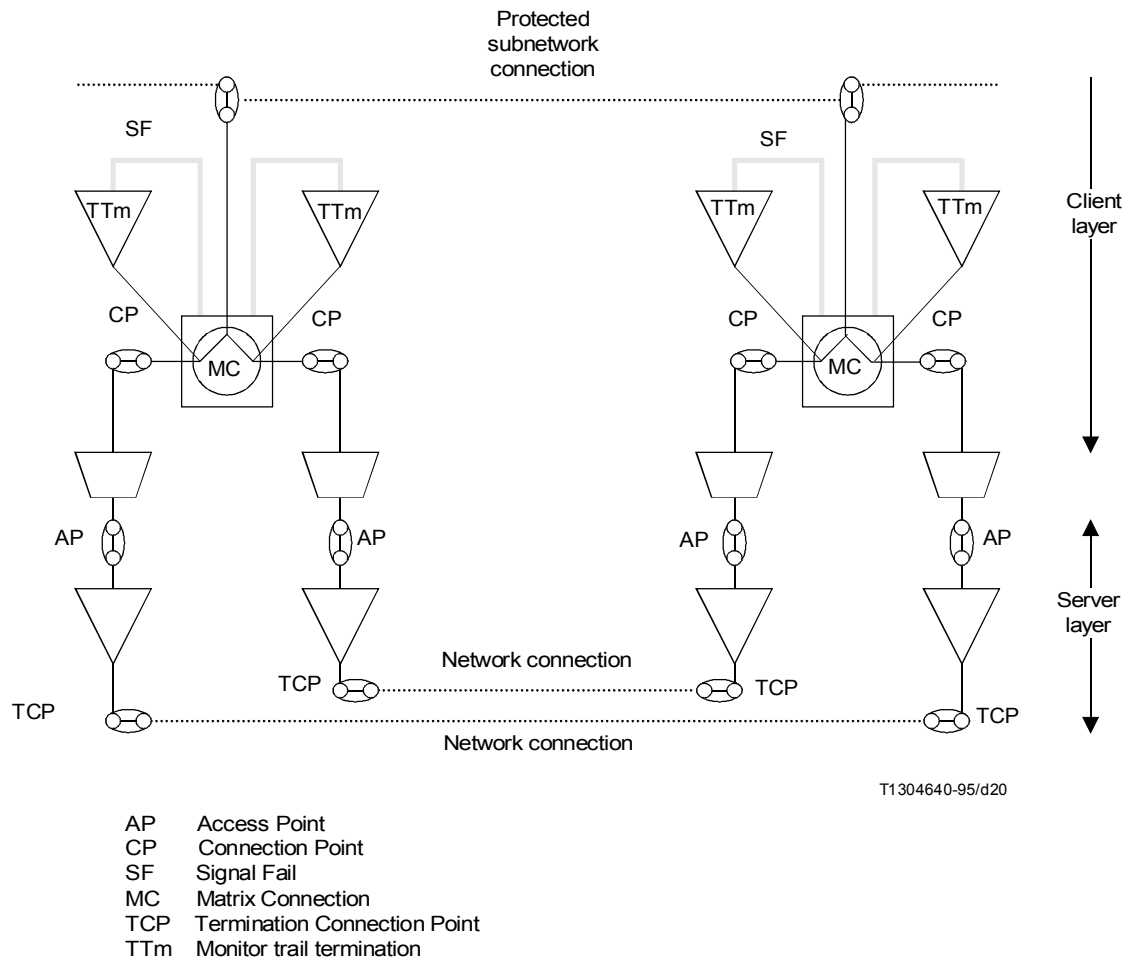 Protected
subnetwork
connection
SF
SF
TTm
TTm
TTm
TTm
Client
layer
CP
CP
CP
CP
MC
MC
AP
AP
AP
AP
Server
layer
Network connection
TCP
TCP
TCP
TCP
Network connection
T1304640-95/d20
AP Access Point
CP Connection Point
SF Signal Fail
MC Matrix Connection
TCP Termination Connection Point
TTm Monitor trail termination